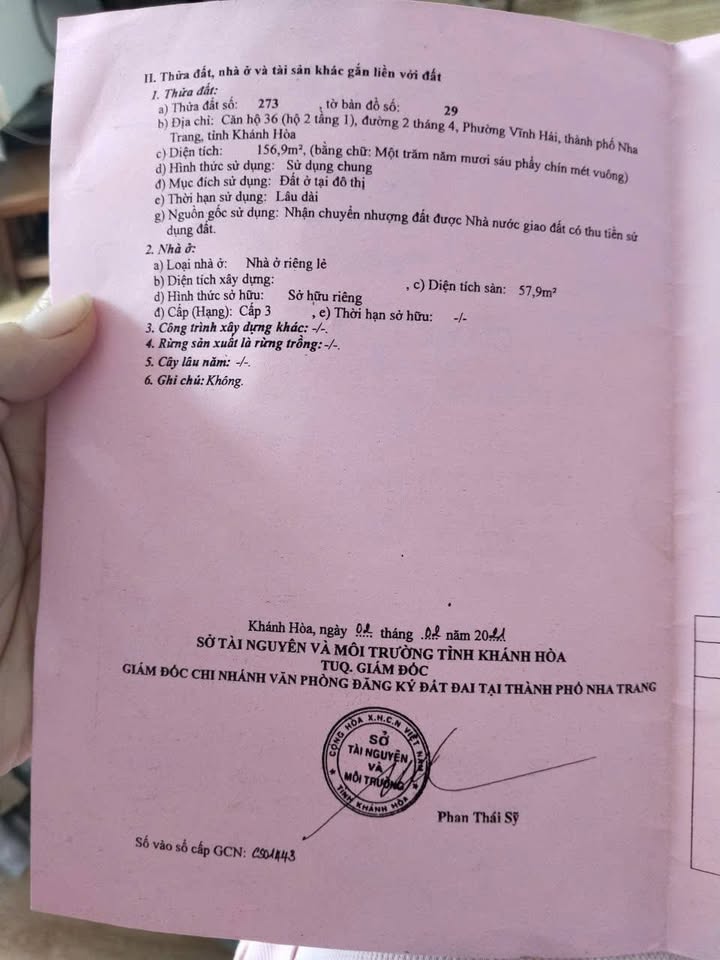 II. Thửa đất, nhà ở và tài sản khác gắn liền với đất
1. Thửa đất:
a) Thửa đất số: 273 , tờ bản đồ số: 29
b) Địa chỉ: Căn hộ 36 (hộ 2 tầng 1), đường 2 tháng 4, Phường Vĩnh Hải, thành phố Nha
Trang, tỉnh Khánh Hòa
c) Diện tích: 156,9m², (bằng chữ: Một trăm năm mươi sáu phẩy chín mét vuông)
d) Hình thức sử dụng: Sử dụng chung
đ) Mục đích sử dụng: Đất ở tại đô thị
e) Thời hạn sử dụng: Lâu dài
g) Nguồn gốc sử dụng: Nhận chuyển nhượng đất được Nhà nước giao đất có thu tiền sử
dụng đất.
2. Nhà ở:
a) Loại nhà ở: Nhà ở riêng lẻ
b) Diện tích xây dựng: , c) Diện tích sàn: 57,9m²
d) Hình thức sở hữu: Sở hữu riêng
đ) Cấp (Hạng): Cấp 3 , e) Thời hạn sở hữu: -/-
3. Công trình xây dựng khác: -/-.
4. Rừng sản xuất là rừng trồng: -/-.
5. Cây lâu năm: -/-.
6. Ghi chú: Không.
Khánh Hòa, ngày tháng năm 20
SỞ TÀI NGUYÊN VÀ MÔI TRƯỜNG TỈNH KHÁNH HÒA
TUQ. GIÁM ĐỐC
GIÁM ĐỐC CHI NHÁNH VĂN PHÒNG ĐĂNG KÝ ĐẤT ĐAI TẠI THÀNH PHỐ NHA TRANG
CỘNG HÒA X.H.C.N VIỆT NAM
SỞ
TÀI NGUYÊN
VÀ
MÔI TRƯỜNG
TỈNH KHÁNH HÒA
Phan Thái Sỹ
Số vào sổ cấp GCN: